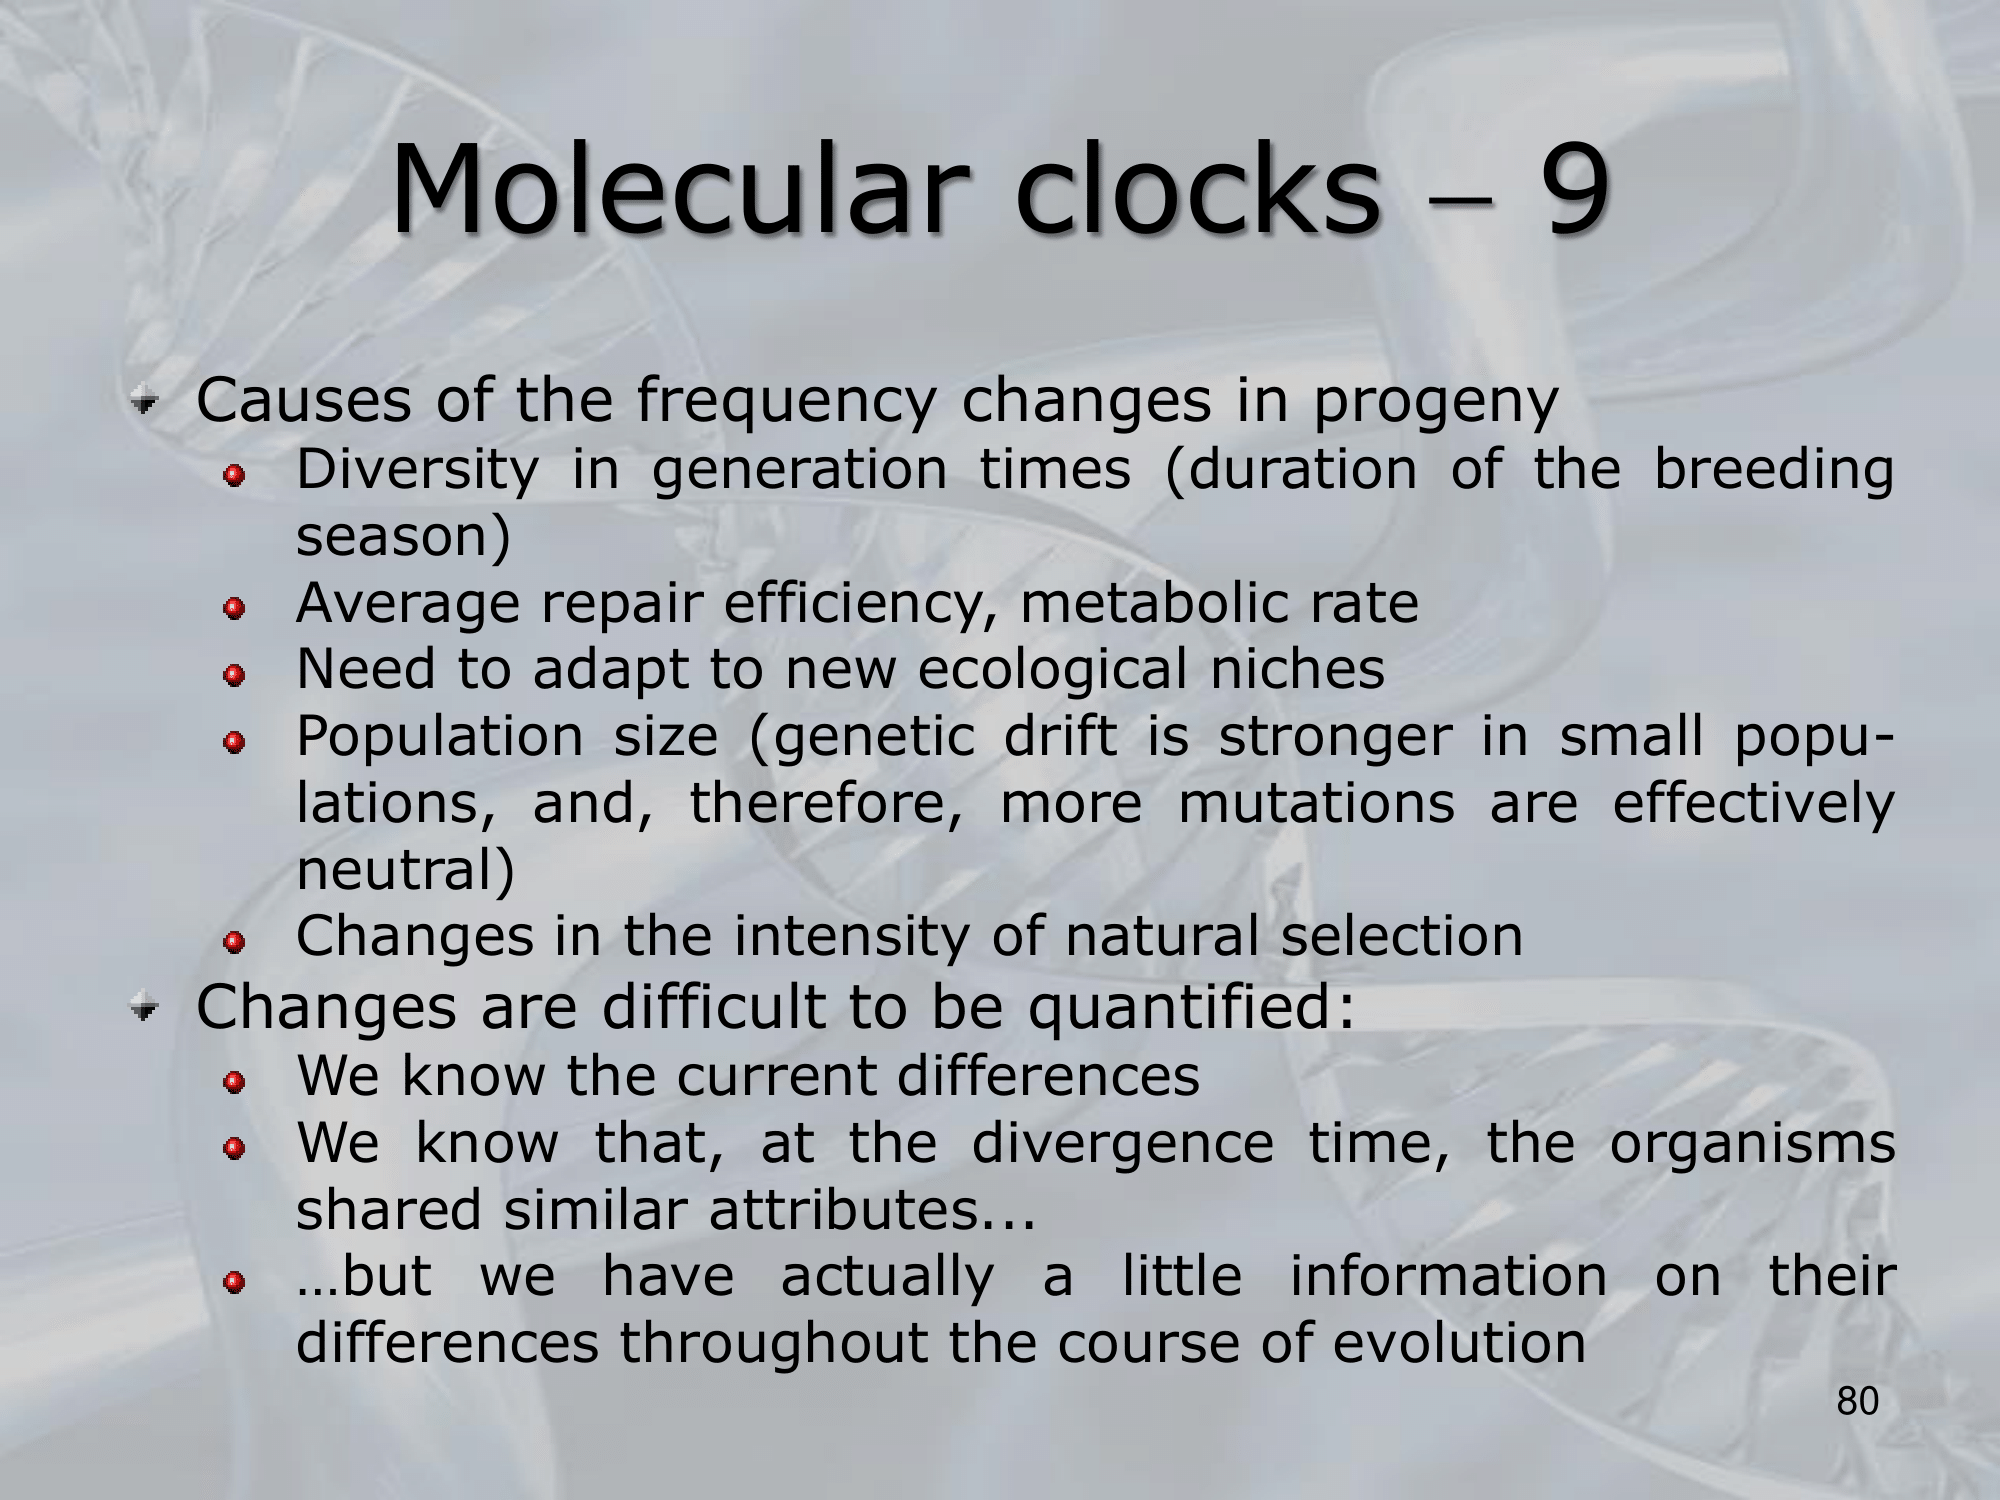 Molecular clocks – 9
Causes of the frequency changes in progeny
Diversity in generation times (duration of the breeding
season)
Average repair efficiency, metabolic rate
Need to adapt to new ecological niches
Population size (genetic drift is stronger in small popu-
lations, and, therefore, more mutations are effectively
neutral)
Changes in the intensity of natural selection
Changes are difficult to be quantified:
We know the current differences
We know that, at the divergence time, the organisms
shared similar attributes...
…but we have actually a little information on their
differences throughout the course of evolution
80